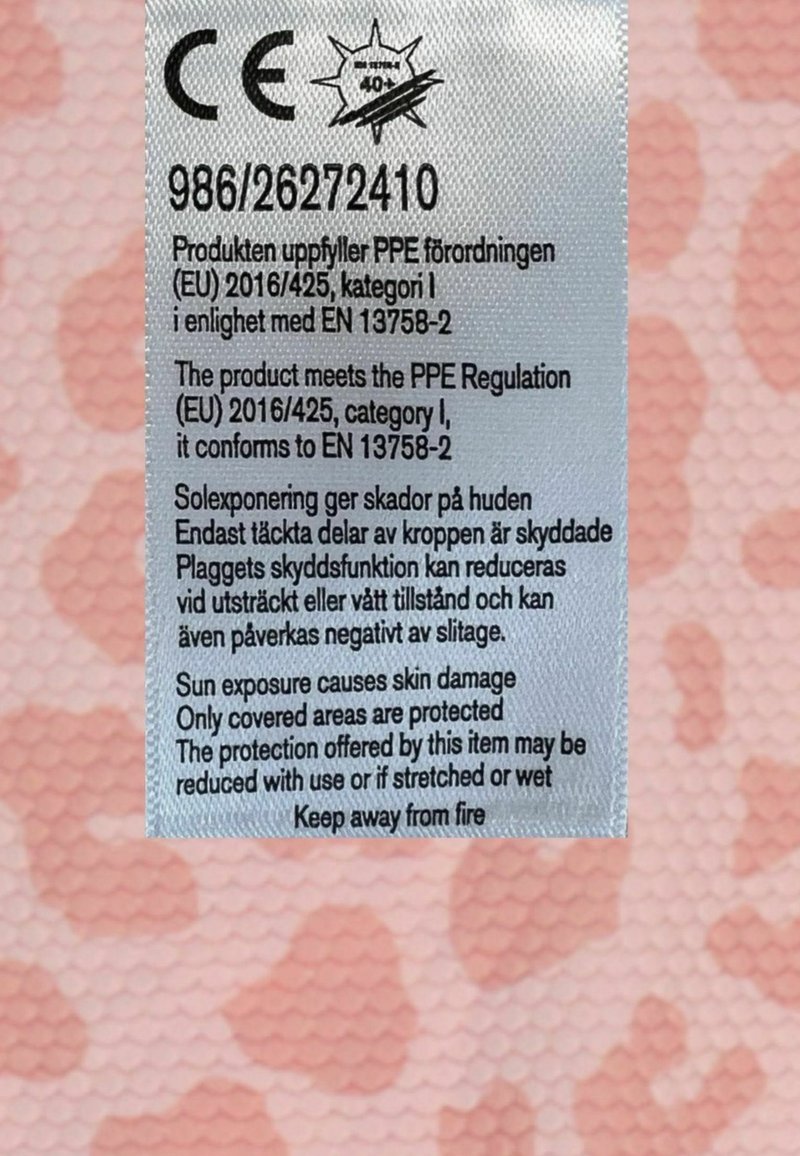 CE
40+
986/26272410
Produkten uppfyller PPE förordningen
(EU) 2016/425, kategori I
i enlighet med EN 13758-2
The product meets the PPE Regulation
(EU) 2016/425, category I,
it conforms to EN 13758-2
Solexponering ger skador på huden
Endast täckta delar av kroppen är skyddade
Plaggets skyddsfunktion kan reduceras
vid utsträckt eller vått tillstånd och kan
även påverkas negativt av slitage.
Sun exposure causes skin damage
Only covered areas are protected
The protection offered by this item may be
reduced with use or if stretched or wet
Keep away from fire